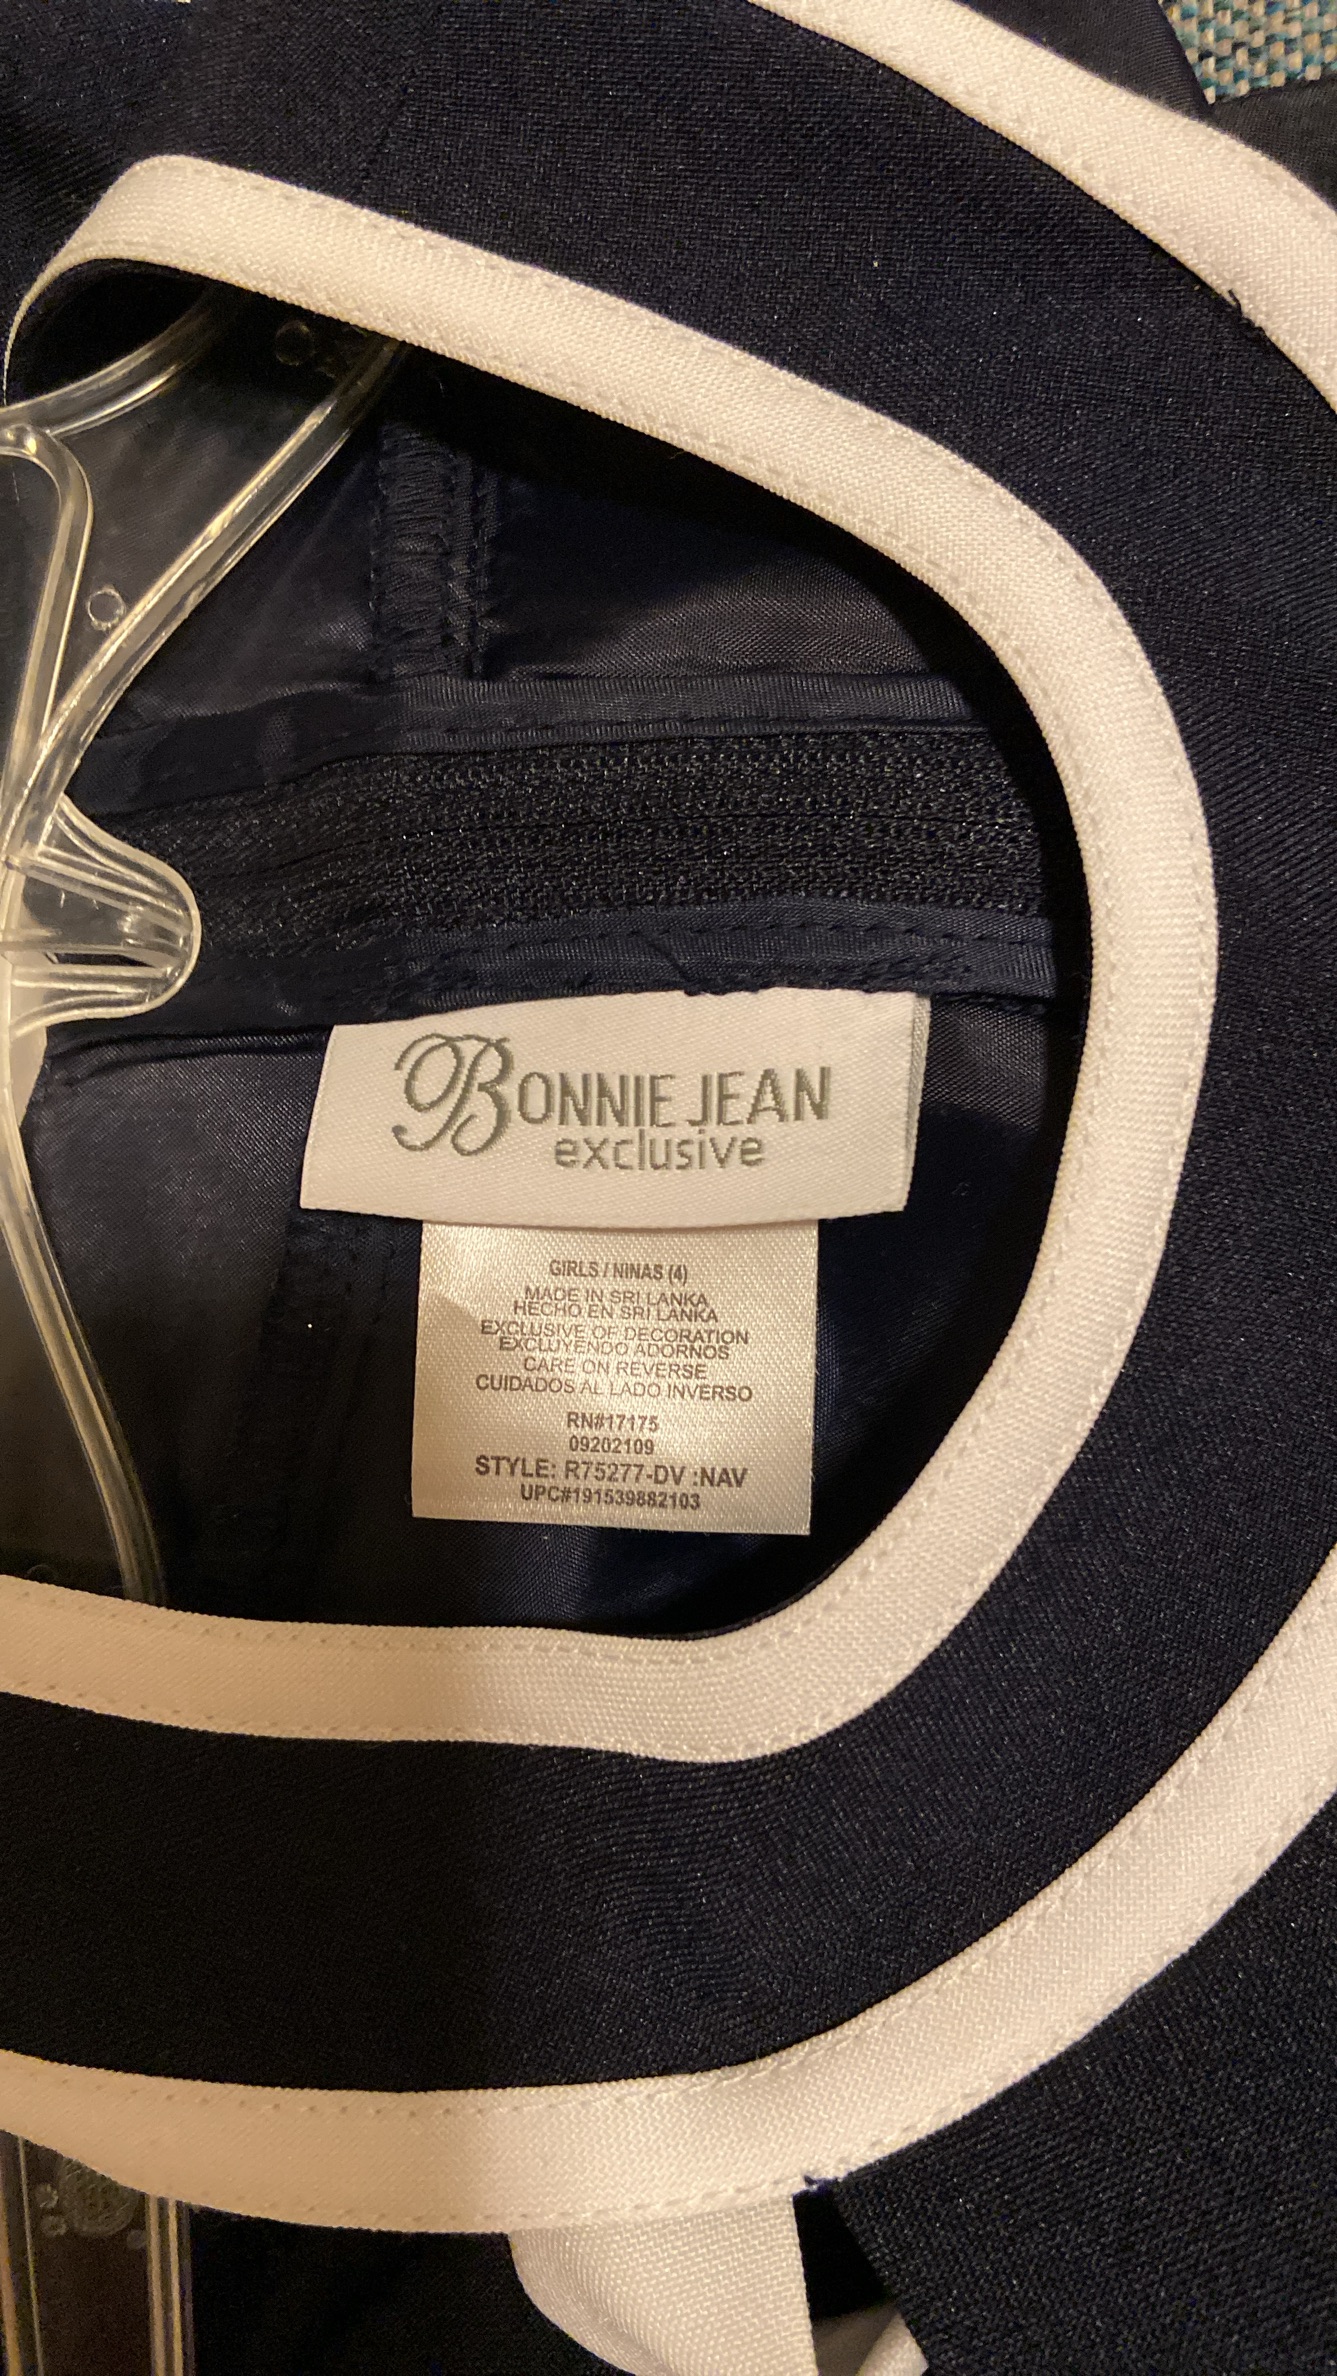 BONNIE JEAN
exclusive
GIRLS / NINAS (4)
MADE IN SRI LANKA
HECHO EN SRI LANKA
EXCLUSIVE OF DECORATION
EXCLUYENDO ADORNOS
CARE ON REVERSE
CUIDADOS AL LADO INVERSO
RN#17175
09202109
STYLE: R75277-DV :NAV
UPC#191539882103